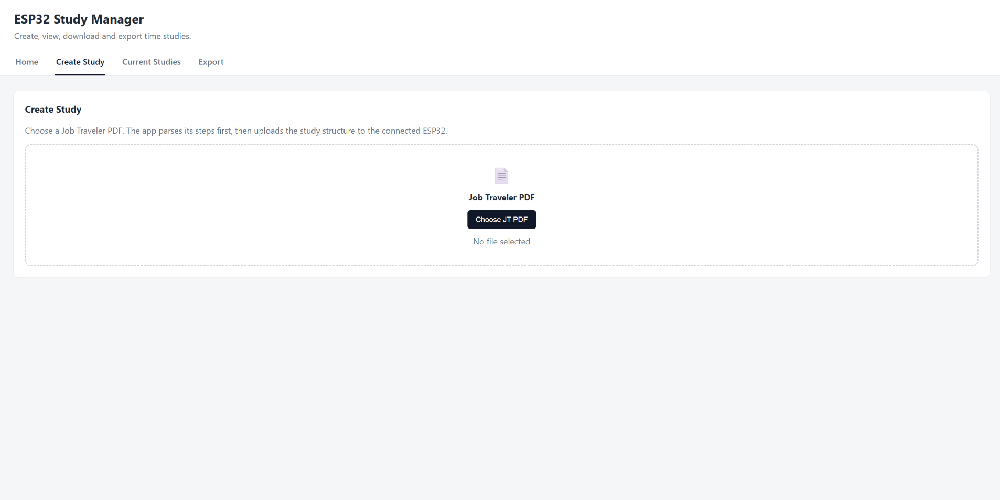 ESP32 Study Manager
Create, view, download and export time studies.
Home
Create Study
Current Studies
Export
Create Study
Choose a Job Traveler PDF. The app parses its steps first, then uploads the study structure to the connected ESP32.
Job Traveler PDF
Choose JT PDF
No file selected